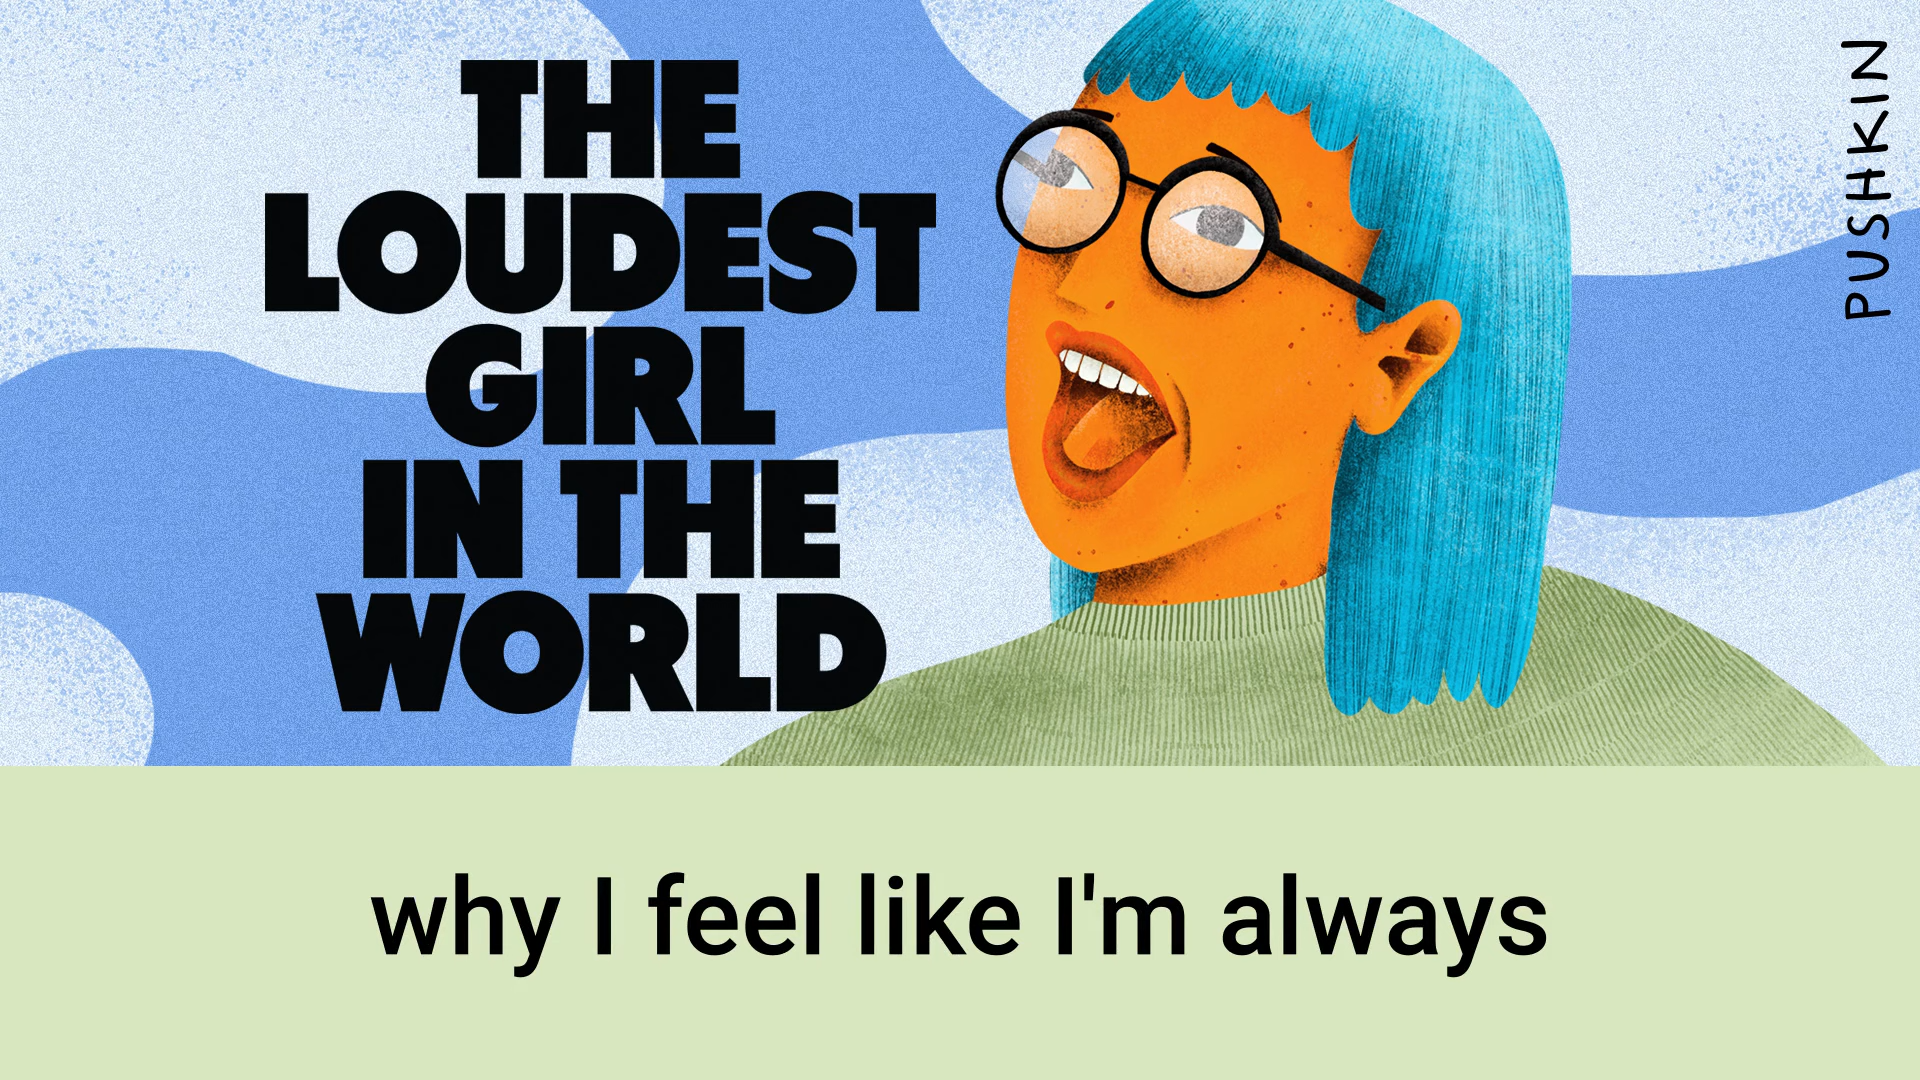 THE
LOUDEST
GIRL
IN THE
WORLD
PUSHKIN
why I feel like I'm always